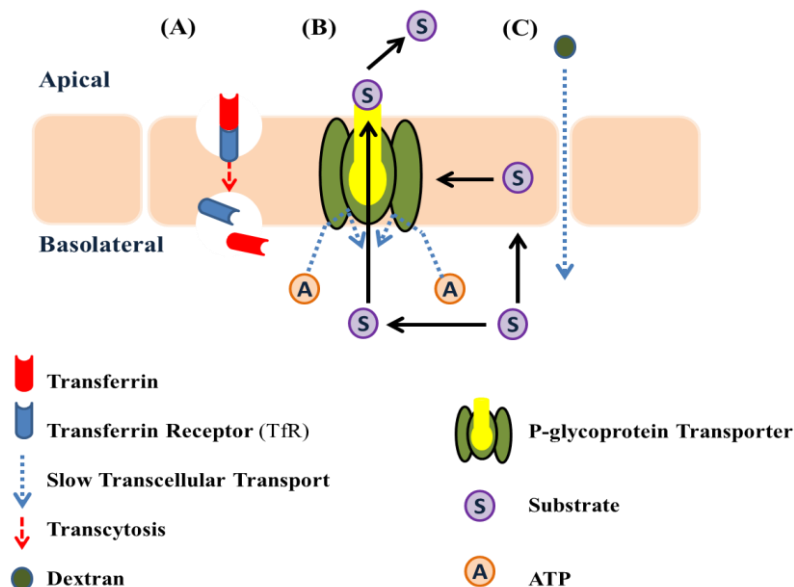 (A)
(B)
(C)
S
Apical
S
S
Basolateral
A
A
S
S
Transferrin
Transferrin Receptor (TfR)
Slow Transcellular Transport
Transcytosis
Dextran
P-glycoprotein Transporter
S
Substrate
A
ATP